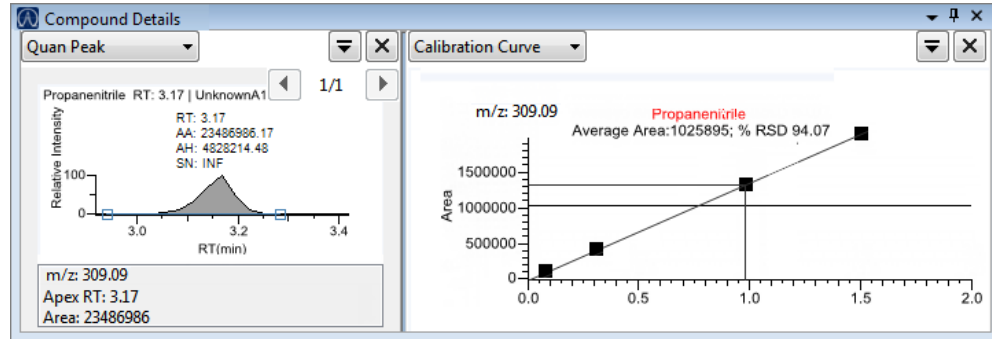 Compound Details
Quan Peak
1/1
Propanenitrile RT: 3.17 | UnknownA1
RT: 3.17
AA: 23486986.17
AH: 4828214.48
SN: INF
Relative Intensity
100
0
3.0 3.2 3.4
RT(min)
m/z: 309.09
Apex RT: 3.17
Area: 23486986
Calibration Curve
m/z: 309.09
Propanenitrile
Average Area:1025895; % RSD 94.07
Area
1500000
1000000
500000
0
0.0 0.5 1.0 1.5 2.0